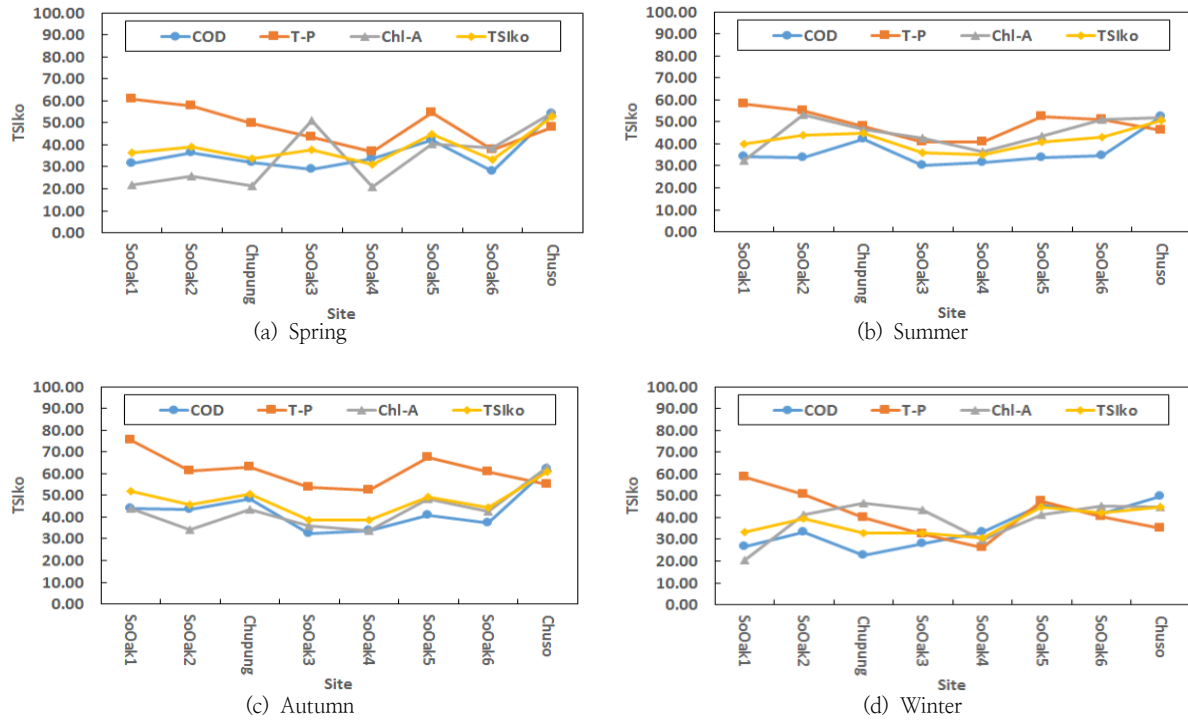 100.00
90.00
80.00
70.00
60.00
50.00
40.00
30.00
20.00
10.00
0.00
TSIko
COD T-P Chl-A TSIko
SoOak1 SoOak2 Chupung SoOak3 SoOak4 SoOak5 SoOak6 Chuso
Site
(a) Spring
100.00
90.00
80.00
70.00
60.00
50.00
40.00
30.00
20.00
10.00
0.00
TSIko
COD T-P Chl-A TSIko
SoOak1 SoOak2 Chupung SoOak3 SoOak4 SoOak5 SoOak6 Chuso
Site
(b) Summer
100.00
90.00
80.00
70.00
60.00
50.00
40.00
30.00
20.00
10.00
0.00
TSIko
COD T-P Chl-A TSIko
SoOak1 SoOak2 Chupung SoOak3 SoOak4 SoOak5 SoOak6 Chuso
Site
(c) Autumn
100.00
90.00
80.00
70.00
60.00
50.00
40.00
30.00
20.00
10.00
0.00
TSIko
COD T-P Chl-A TSIko
SoOak1 SoOak2 Chupung SoOak3 SoOak4 SoOak5 SoOak6 Chuso
Site
(d) Winter